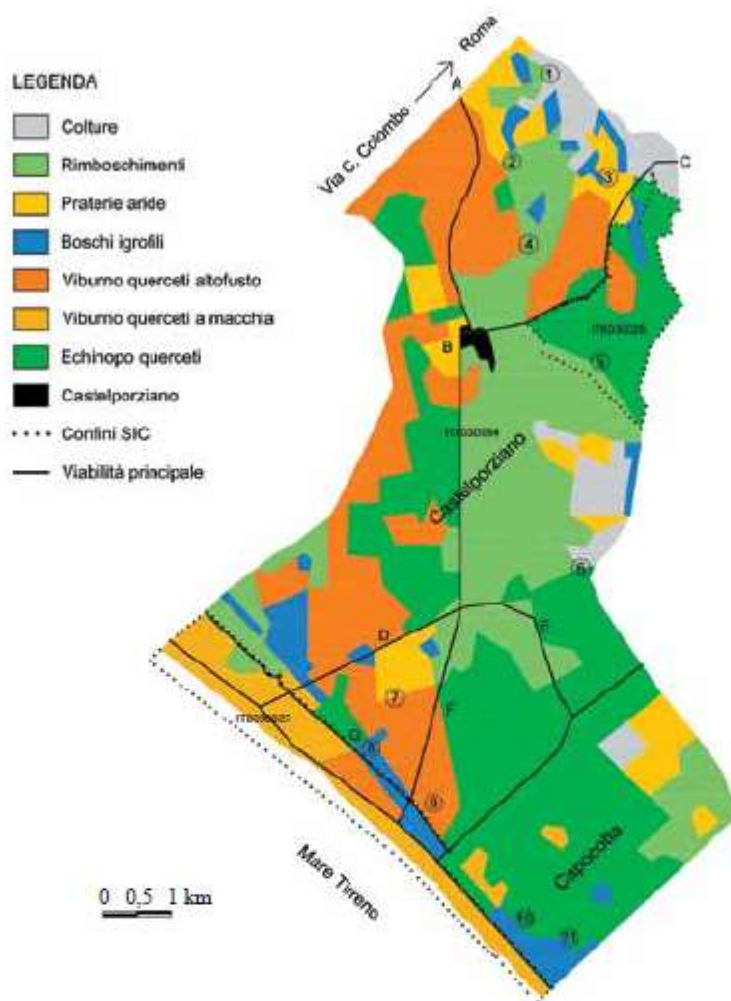 Roma
Via C. Colombo
LEGENDA
Colture
Rimboschimenti
Praterie aride
Boschi igrofili
Viburno querceti altofusto
Viburno querceti a macchia
Echinopo querceti
Castelporziano
Confini SIC
Viabilità principale
A
1
2
3
C
4
B
5
Castelporziano
6
D
E
7
F
G
8
9
Capocotta
10
11
Mare Tirreno
0 0,5 1 km